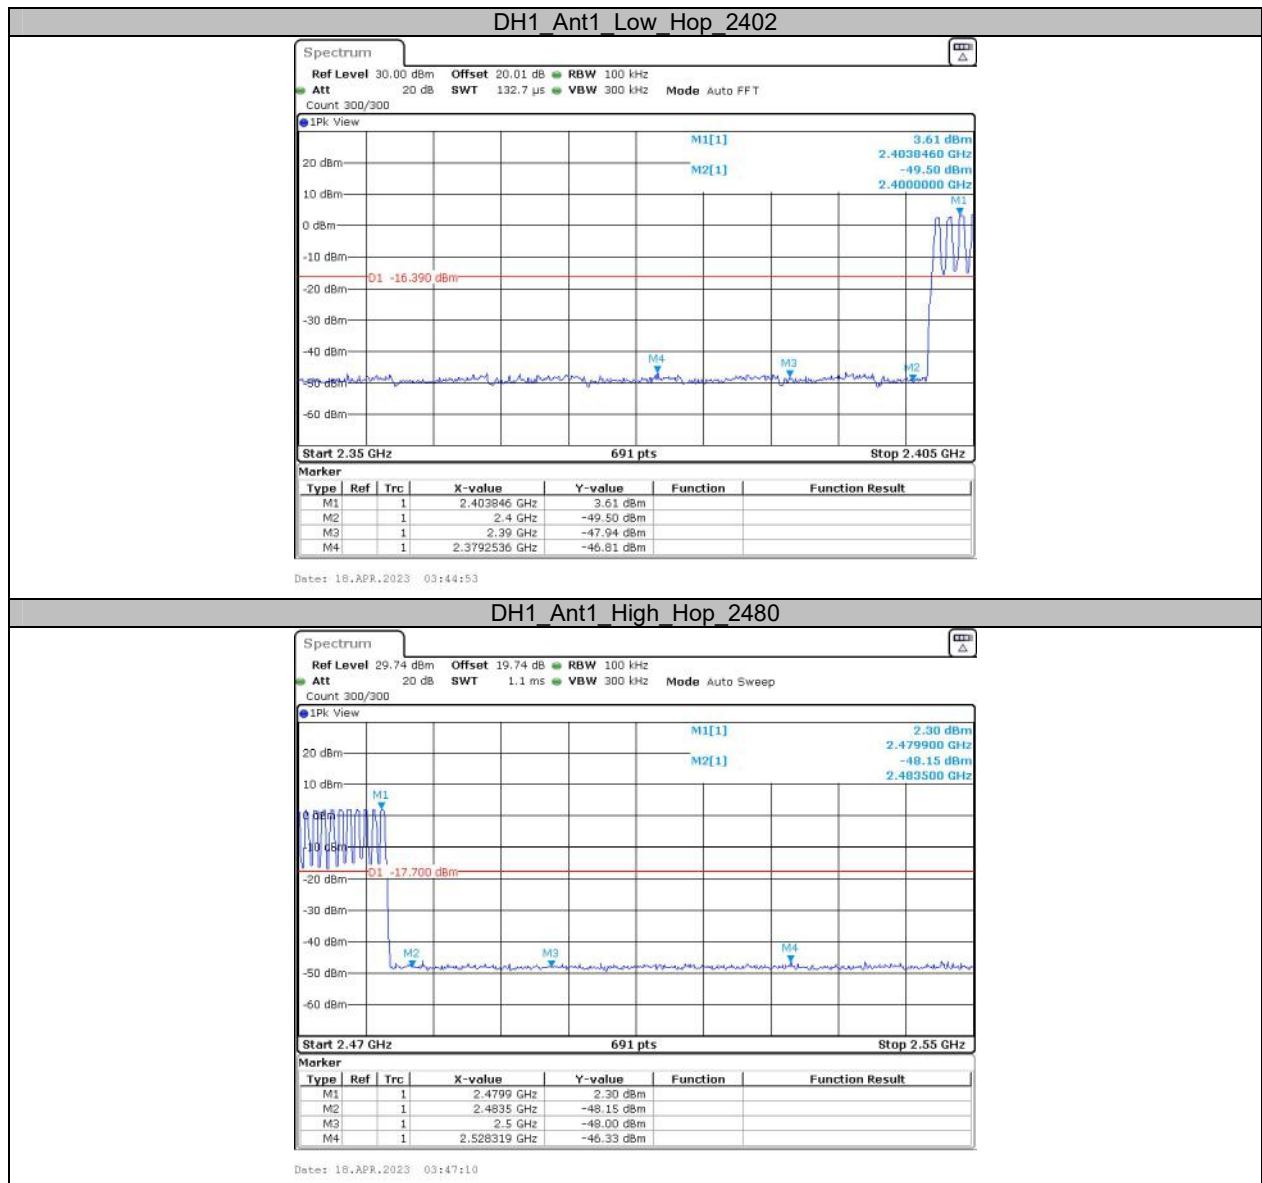 DH1_Ant1_Low_Hop_2402
Spectrum
Ref Level 30.00 dBm Offset 20.01 dB RBW 100 kHz
Att 20 dB SWT 132.7 µs VBW 300 kHz Mode Auto FFT
Count 300/300
1Pk View
M1[1] 3.61 dBm
2.4038460 GHz
20 dBm
M2[1] -49.50 dBm
2.4000000 GHz
10 dBm
M1
0 dBm
-10 dBm
D1 -16.390 dBm
-20 dBm
-30 dBm
-40 dBm
M4
M3
M2
-50 dBm
-60 dBm
Start 2.35 GHz 691 pts Stop 2.405 GHz
Marker
Type Ref Trc X-value Y-value Function Function Result
M1 1 2.403846 GHz 3.61 dBm
M2 1 2.4 GHz -49.50 dBm
M3 1 2.39 GHz -47.94 dBm
M4 1 2.3792536 GHz -46.81 dBm
Date: 18.APR.2023 03:44:53
DH1_Ant1_High_Hop_2480
Spectrum
Ref Level 29.74 dBm Offset 19.74 dB RBW 100 kHz
Att 20 dB SWT 1.1 ms VBW 300 kHz Mode Auto Sweep
Count 300/300
1Pk View
M1[1] 2.30 dBm
2.479900 GHz
20 dBm
M2[1] -48.15 dBm
2.483500 GHz
10 dBm
M1
0 dBm
-10 dBm
D1 -17.700 dBm
-20 dBm
-30 dBm
-40 dBm
M2
M3
M4
-50 dBm
-60 dBm
Start 2.47 GHz 691 pts Stop 2.55 GHz
Marker
Type Ref Trc X-value Y-value Function Function Result
M1 1 2.4799 GHz 2.30 dBm
M2 1 2.4835 GHz -48.15 dBm
M3 1 2.5 GHz -48.00 dBm
M4 1 2.528319 GHz -46.33 dBm
Date: 18.APR.2023 03:47:10